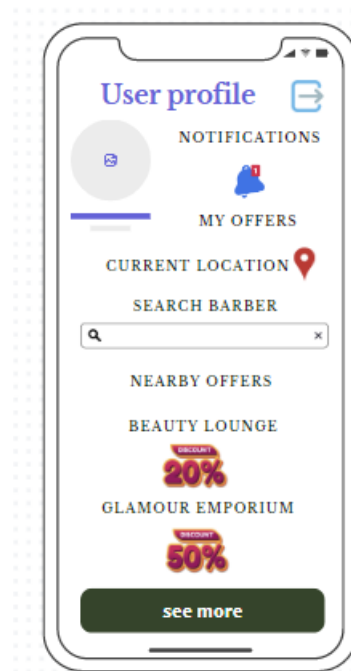 User profile
NOTIFICATIONS
1
MY OFFERS
CURRENT LOCATION
SEARCH BARBER
×
NEARBY OFFERS
BEAUTY LOUNGE
DISCOUNT
20%
GLAMOUR EMPORIUM
DISCOUNT
50%
see more